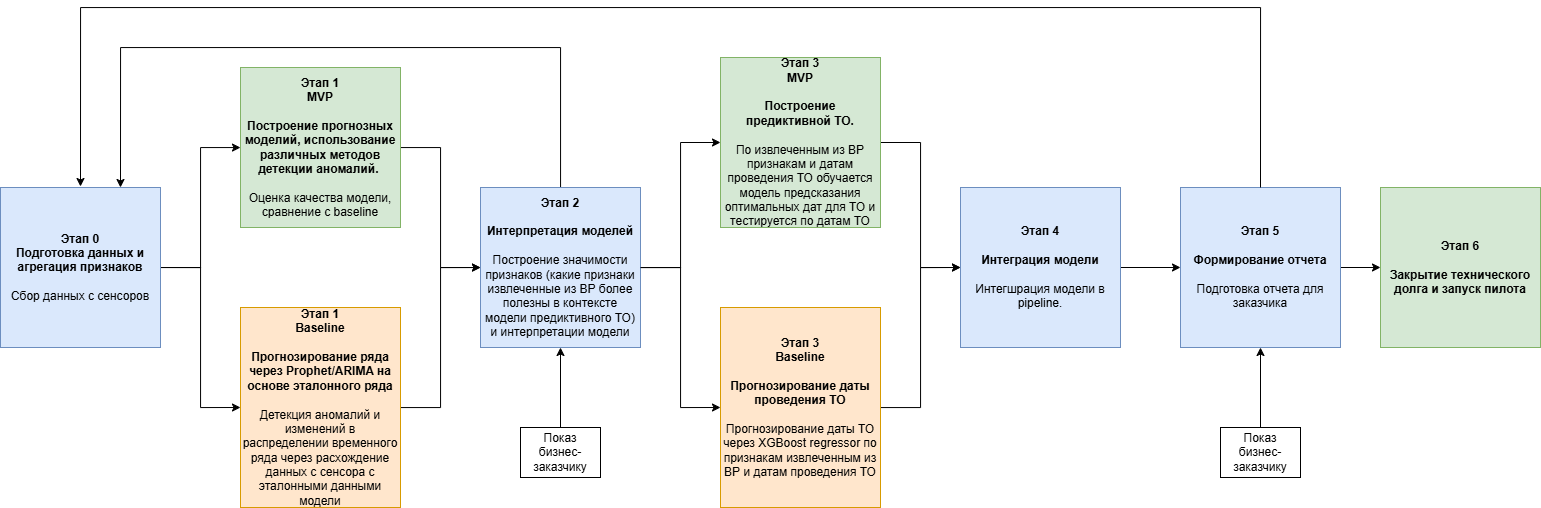 Этап 0
Подготовка данных и
агрегация признаков
Сбор данных с сенсоров
Этап 1
MVP
Построение прогнозных
моделей, использование
различных методов
детекции аномалий.
Оценка качества модели,
сравнение с baseline
Этап 1
Baseline
Прогнозирование ряда
через Prophet/ARIMA на
основе эталонного ряда
Детекция аномалий и
изменений в
распределении временного
ряда через расхождение
данных с сенсора с
эталонными данными
модели
Этап 2
Интерпретация моделей
Построение значимости
признаков (какие признаки
извлеченные из ВР более
полезны в контексте
модели предиктивного ТО)
и интерпретации модели
Показ
бизнес-
заказчику
Этап 3
MVP
Построение
предиктивной ТО.
По извлеченным из ВР
признакам и датам
проведения ТО обучается
модель предсказания
оптимальных дат для ТО и
тестируется по датам ТО
Этап 3
Baseline
Прогнозирование даты
проведения ТО
Прогнозирование даты ТО
через XGBoost regressor по
признакам извлеченным из
ВР и датам проведения ТО
Этап 4
Интеграция модели
Интегшрация модели в
pipeline.
Этап 5
Формирование отчета
Подготовка отчета для
заказчика
Показ
бизнес-
заказчику
Этап 6
Закрытие технического
долга и запуск пилота